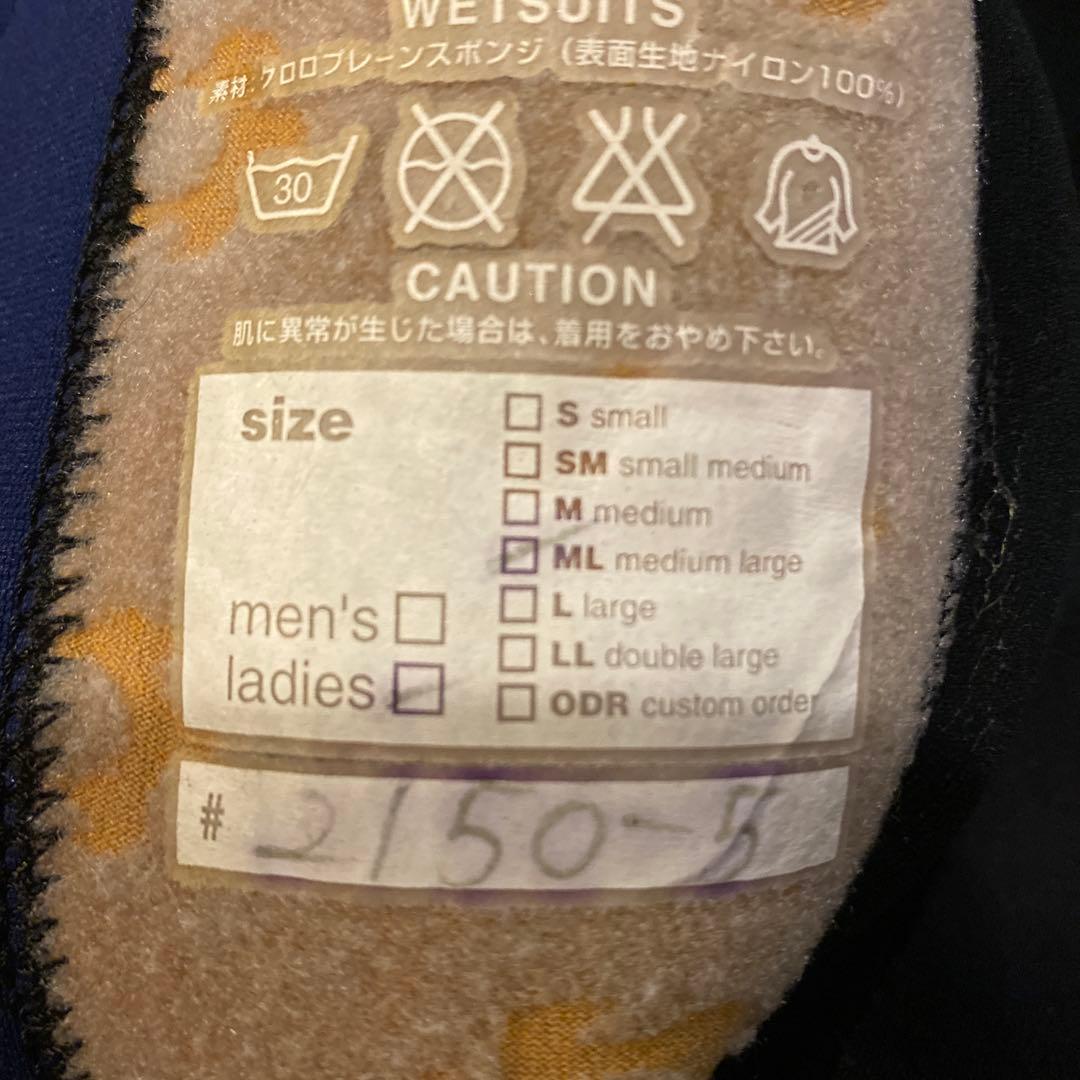 WETSUITS
素材.クロロプレーンスポンジ（表面生地ナイロン100%）
30
CAUTION
肌に異常が生じた場合は、着用をおやめ下さい。
size
S small
SM small medium
M medium
ML medium large
L large
LL double large
ODR custom order
men's
ladies
# 2150-5